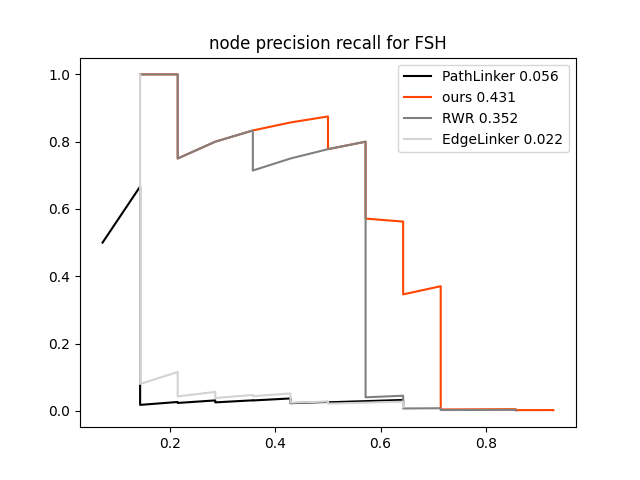 node precision recall for FSH
PathLinker 0.056
ours 0.431
RWR 0.352
EdgeLinker 0.022
1.0
0.8
0.6
0.4
0.2
0.0
0.2 0.4 0.6 0.8